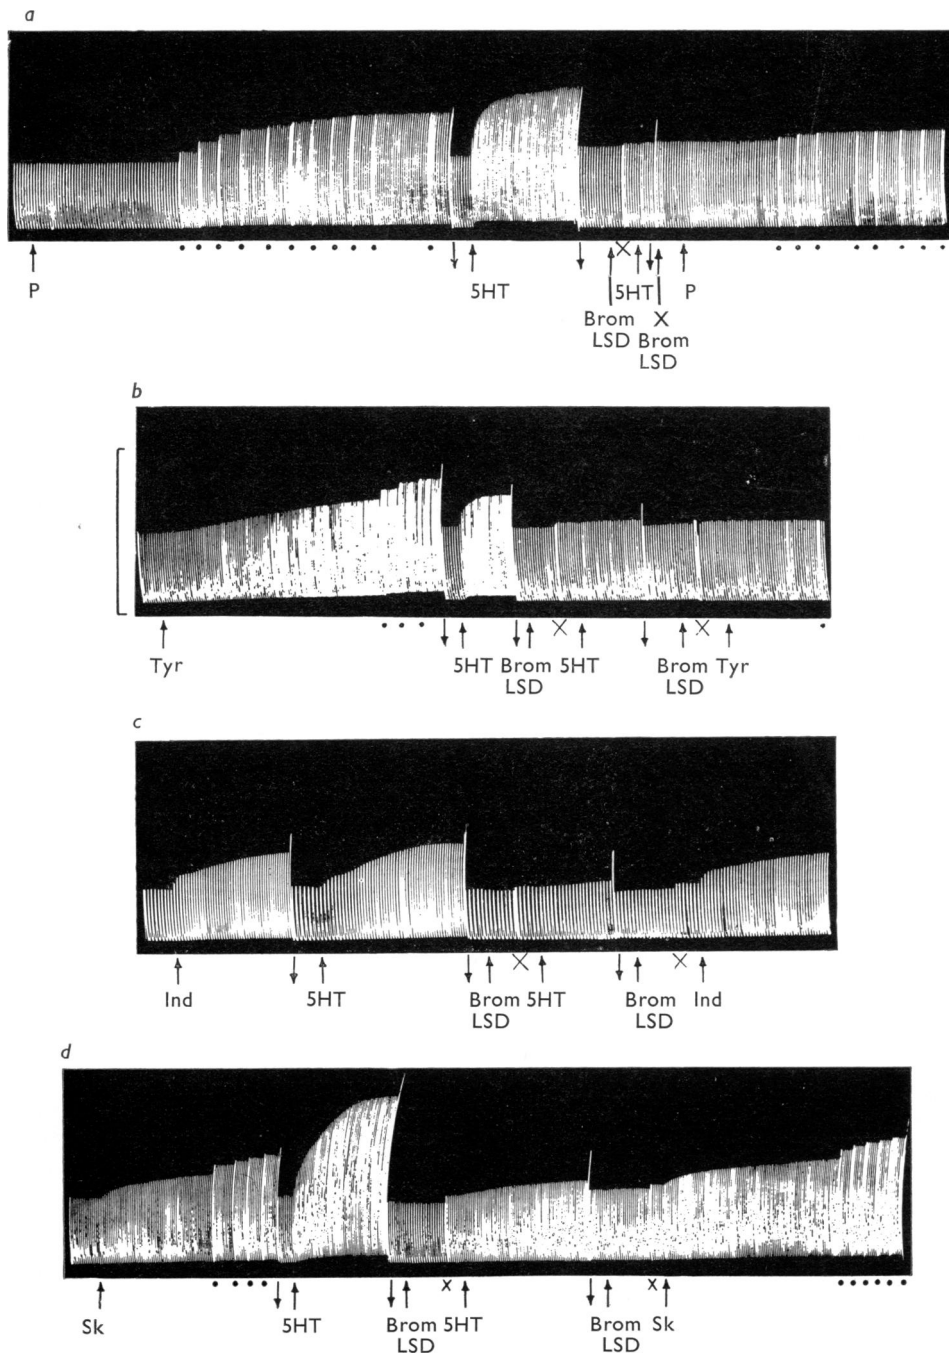 a
P 5HT 5HT P
Brom X
LSD Brom
LSD
b
Tyr 5HT Brom 5HT Brom Tyr
LSD LSD
c
Ind 5HT Brom 5HT Brom Ind
LSD LSD
d
Sk 5HT Brom 5HT Brom Sk
LSD LSD